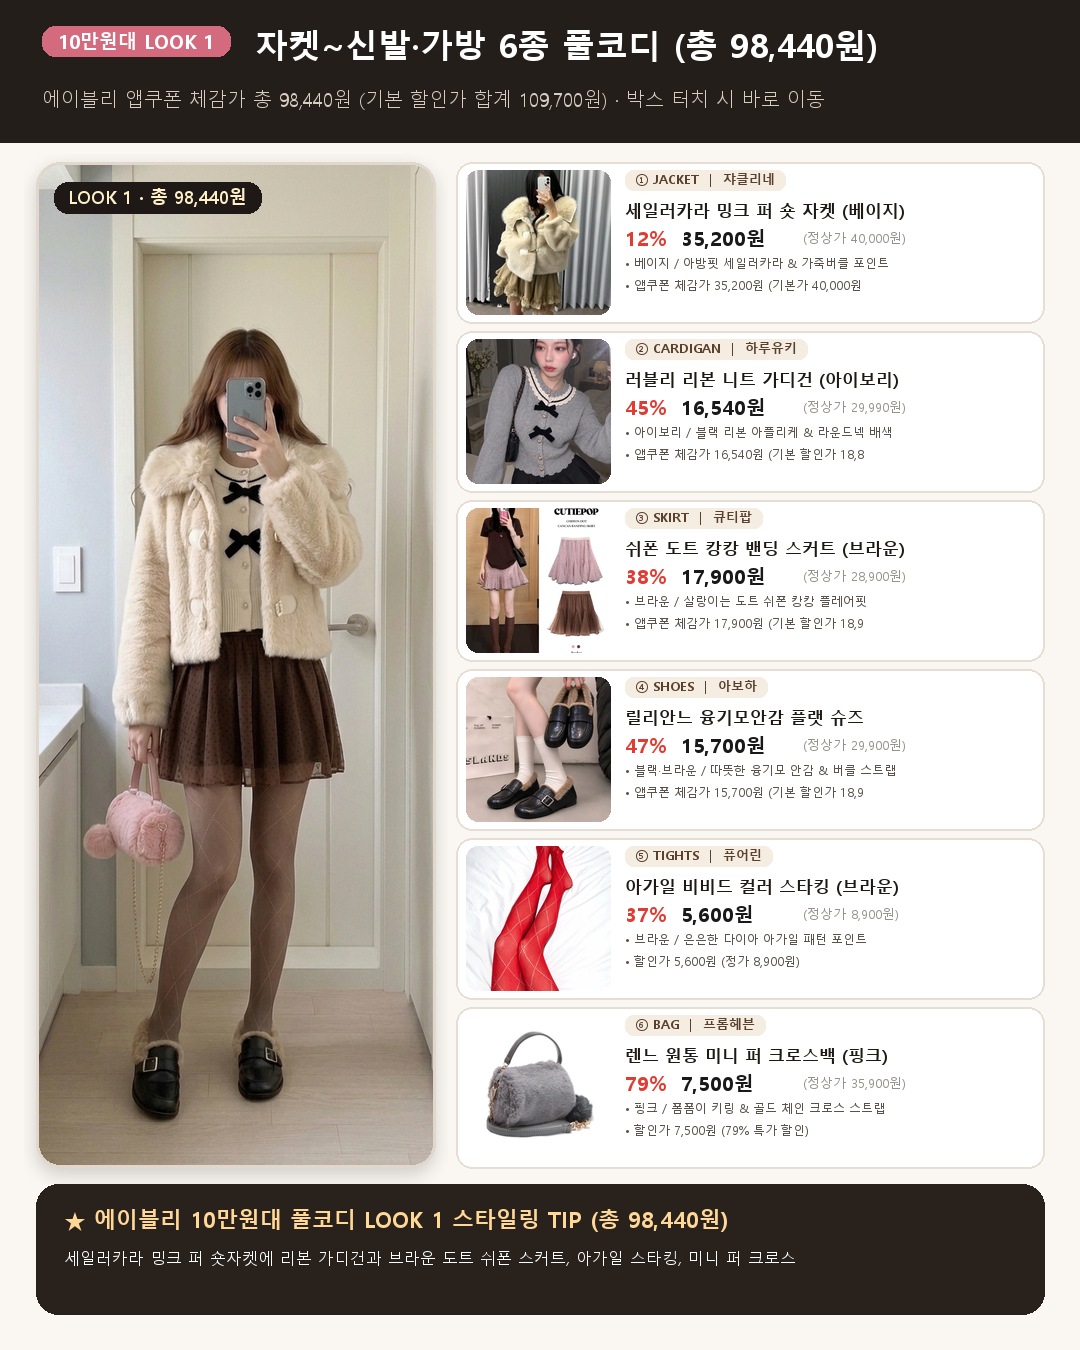 10만원대 LOOK 1
자켓~신발·가방 6종 풀코디 (총 98,440원)
에이블리 앱쿠폰 체감가 총 98,440원 (기본 할인가 합계 109,700원) · 박스 터치 시 바로 이동
LOOK 1 · 총 98,440원
① JACKET | 쟈클리네
세일러카라 밍크 퍼 숏 자켓 (베이지)
12% 35,200원 (정상가 40,000원)
• 베이지 / 아방핏 세일러카라 & 가죽버클 포인트
• 앱쿠폰 체감가 35,200원 (기본가 40,000원
② CARDIGAN | 하루유키
러블리 리본 니트 가디건 (아이보리)
45% 16,540원 (정상가 29,990원)
• 아이보리 / 블랙 리본 아플리케 & 라운드넥 배색
• 앱쿠폰 체감가 16,540원 (기본 할인가 18,8
CUTIEPOP
③ SKIRT | 큐티팝
쉬폰 도트 캉캉 밴딩 스커트 (브라운)
38% 17,900원 (정상가 28,900원)
• 브라운 / 살랑이는 도트 쉬폰 캉캉 플레어핏
• 앱쿠폰 체감가 17,900원 (기본 할인가 18,9
④ SHOES | 아보하
릴리안느 융기모안감 플랫 슈즈
47% 15,700원 (정상가 29,900원)
• 블랙·브라운 / 따뜻한 융기모 안감 & 버클 스트랩
• 앱쿠폰 체감가 15,700원 (기본 할인가 18,9
⑤ TIGHTS | 퓨어린
아가일 비비드 컬러 스타킹 (브라운)
37% 5,600원 (정상가 8,900원)
• 브라운 / 은은한 다이아 아가일 패턴 포인트
• 할인가 5,600원 (정가 8,900원)
⑥ BAG | 프롬헤븐
렌느 원통 미니 퍼 크로스백 (핑크)
79% 7,500원 (정상가 35,900원)
• 핑크 / 폼폼이 키링 & 골드 체인 크로스 스트랩
• 할인가 7,500원 (79% 특가 할인)
★ 에이블리 10만원대 풀코디 LOOK 1 스타일링 TIP (총 98,440원)
세일러카라 밍크 퍼 숏자켓에 리본 가디건과 브라운 도트 쉬폰 스커트, 아가일 스타킹, 미니 퍼 크로스